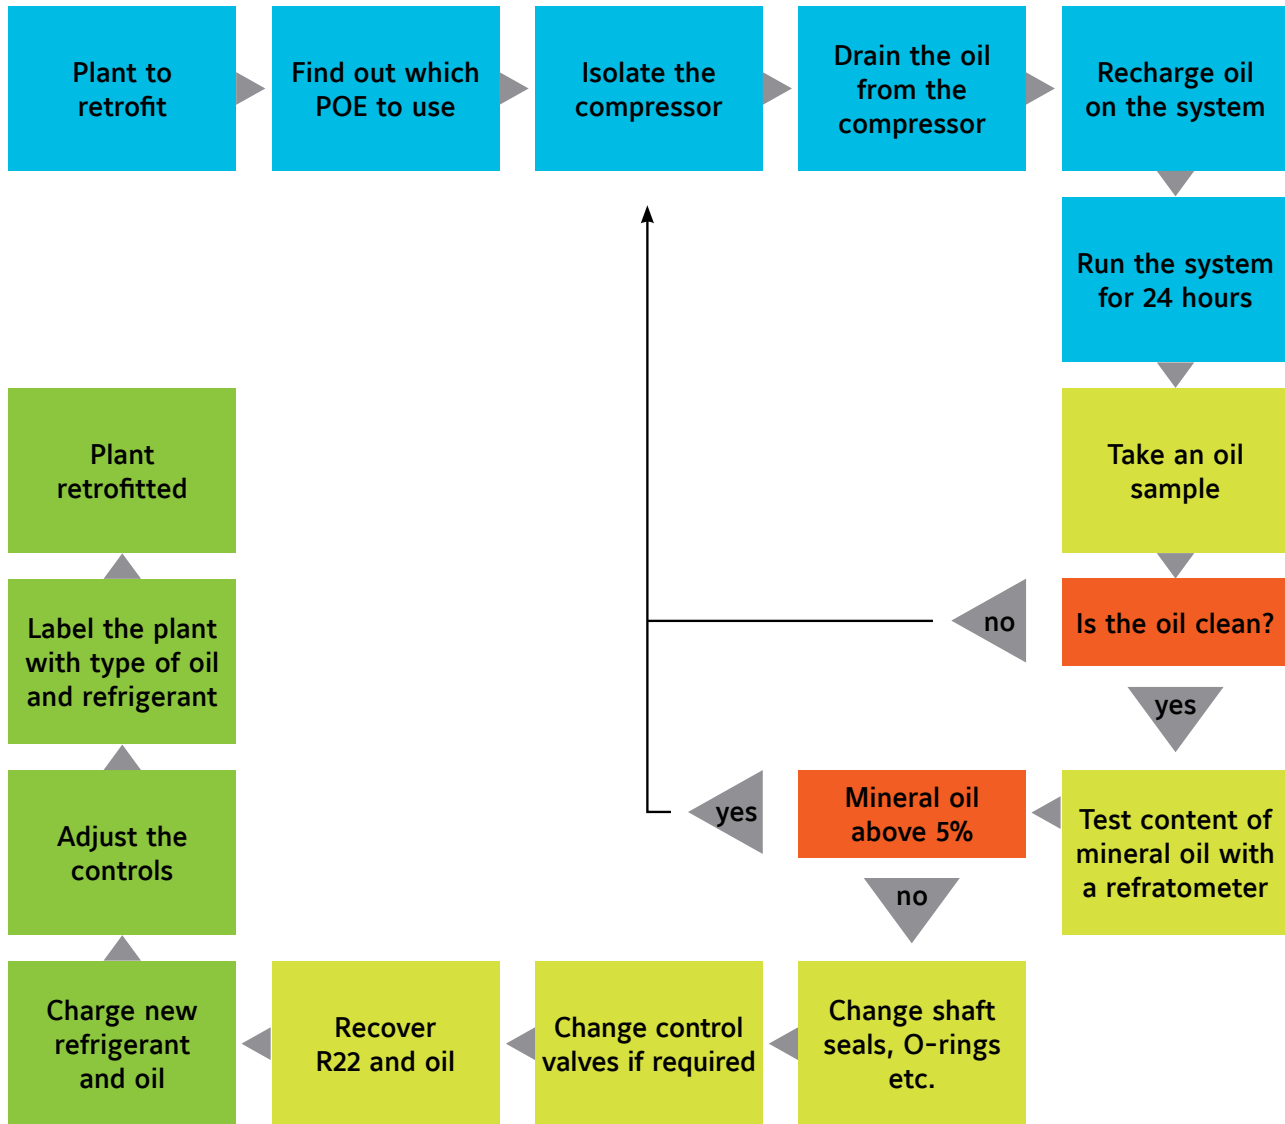 Plant to
retrofit
Find out which
POE to use
Isolate the
compressor
Drain the oil
from the
compressor
Recharge oil
on the system
Run the system
for 24 hours
Take an oil
sample
Is the oil clean?
no
yes
Test content of
mineral oil with
a refratometer
Mineral oil
above 5%
yes
no
Change shaft
seals, O-rings
etc.
Change control
valves if required
Recover
R22 and oil
Charge new
refrigerant
and oil
Adjust the
controls
Label the plant
with type of oil
and refrigerant
Plant
retrofitted